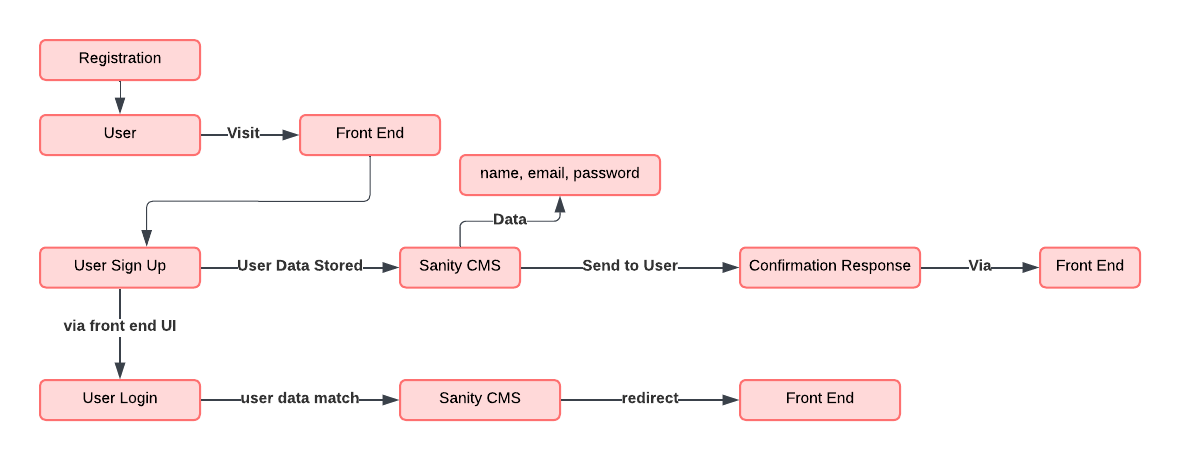 Registration
User
Visit
Front End
name, email, password
Data
User Sign Up
User Data Stored
Sanity CMS
Send to User
Confirmation Response
Via
Front End
via front end UI
User Login
user data match
Sanity CMS
redirect
Front End